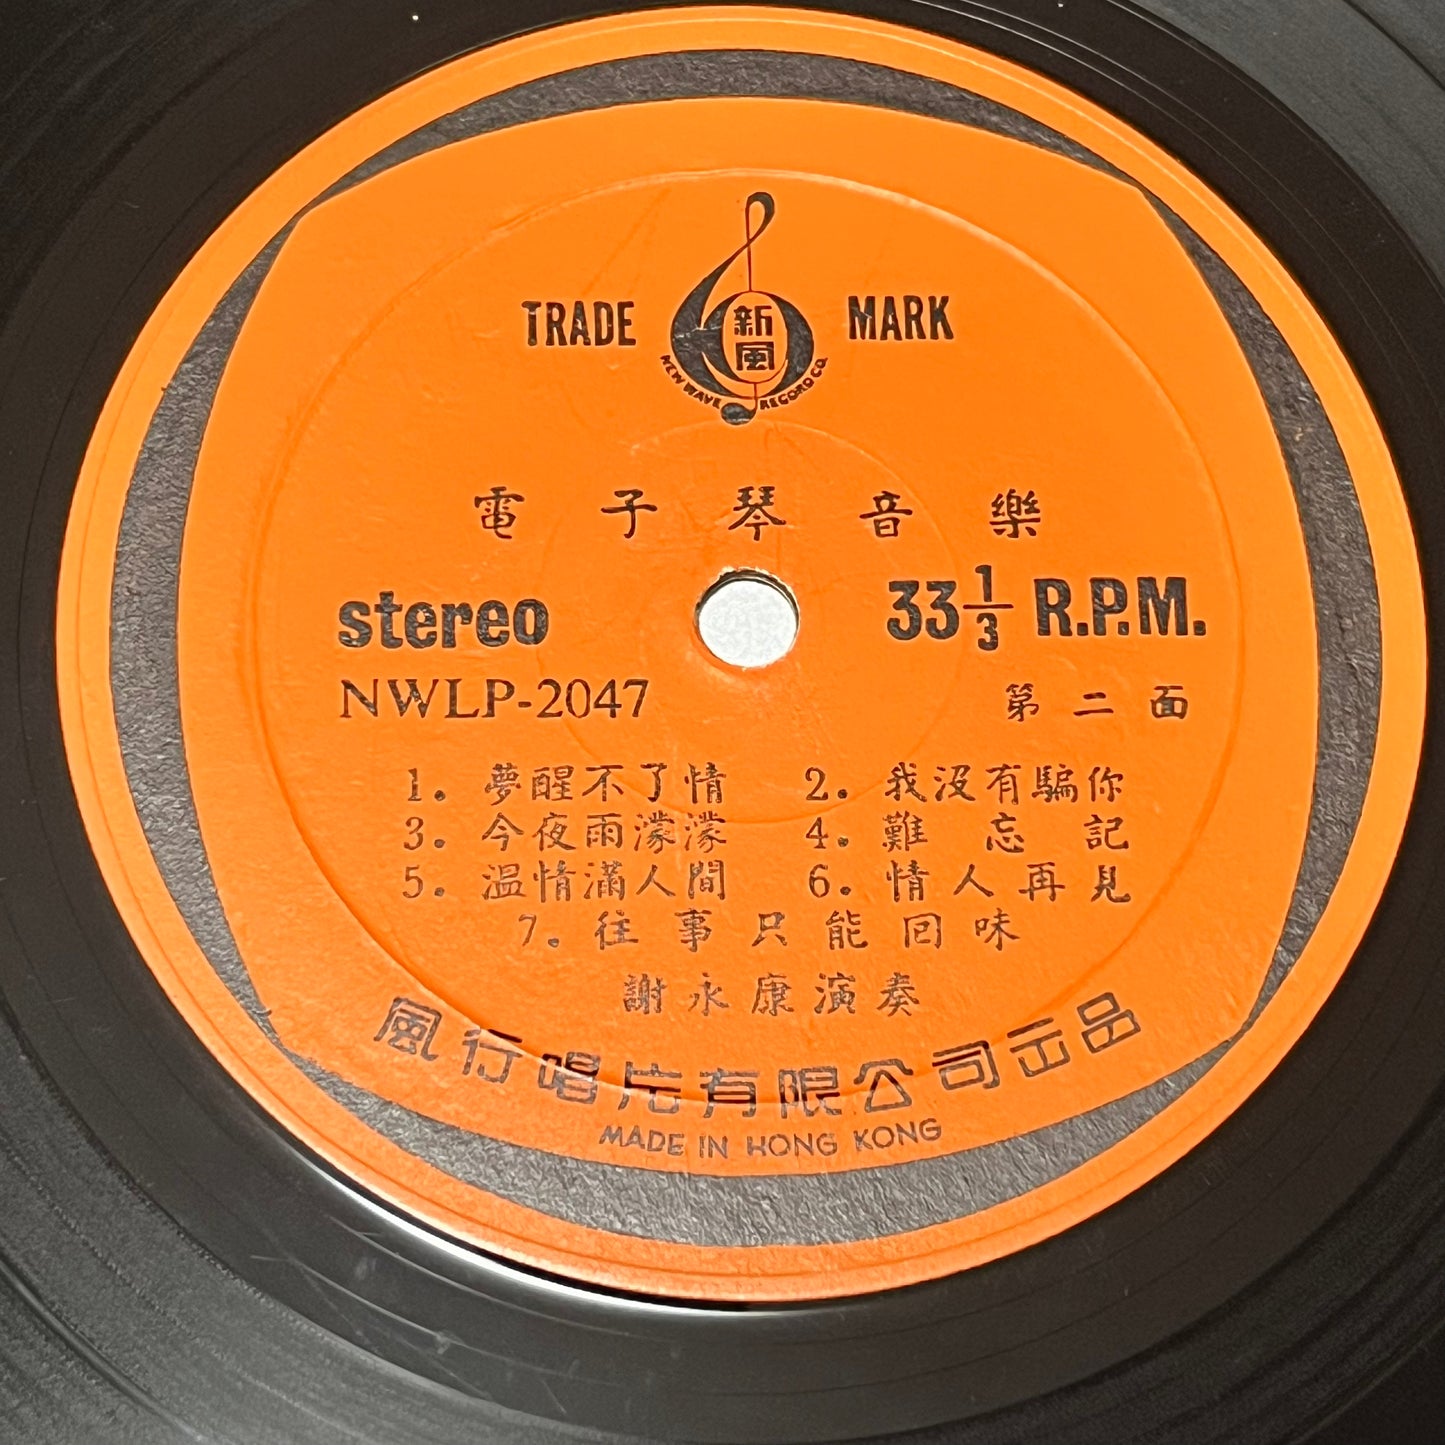 TRADE MARK
新風
NEW WAVE RECORD CO.
電子琴音樂
stereo 33 1/3 R.P.M.
NWLP-2047 第二面
1. 夢醒不了情 2. 我沒有騙你
3. 今夜雨濛濛 4. 難忘記
5. 溫情滿人間 6. 情人再見
7. 往事只能回味
謝永康演奏
風行唱片有限公司出品
MADE IN HONG KONG